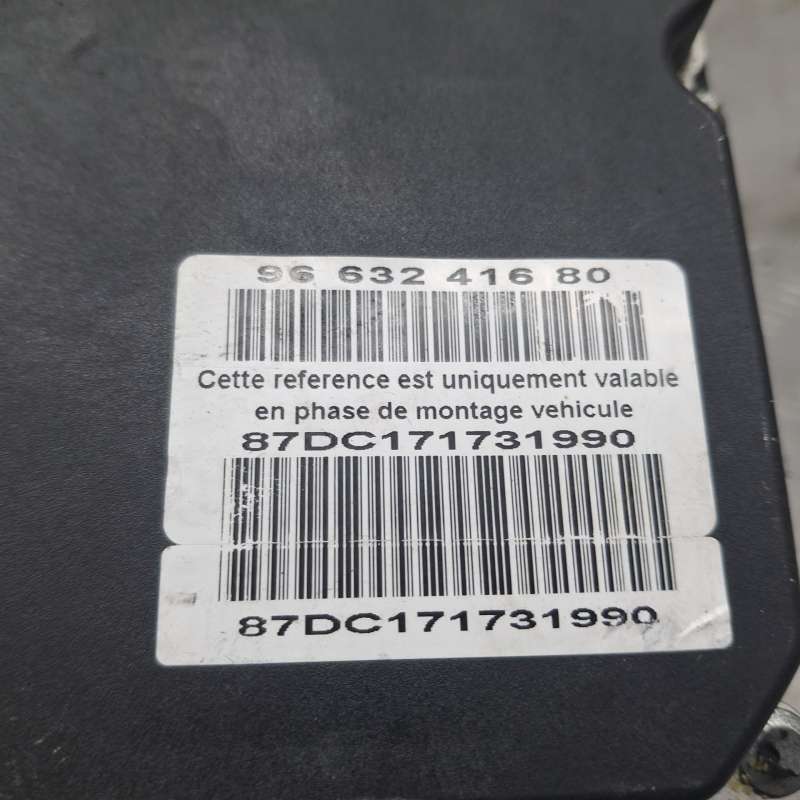 96 632 416 80
Cette reference est uniquement valable
en phase de montage vehicule
87DC171731990
87DC171731990